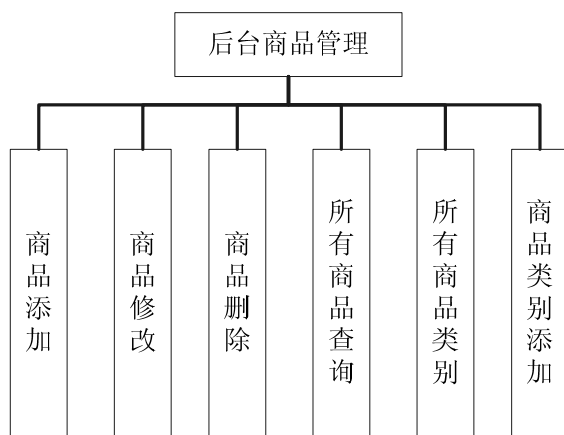 后台商品管理
商品添加
商品修改
商品删除
所有商品查询
所有商品类别
商品类别添加